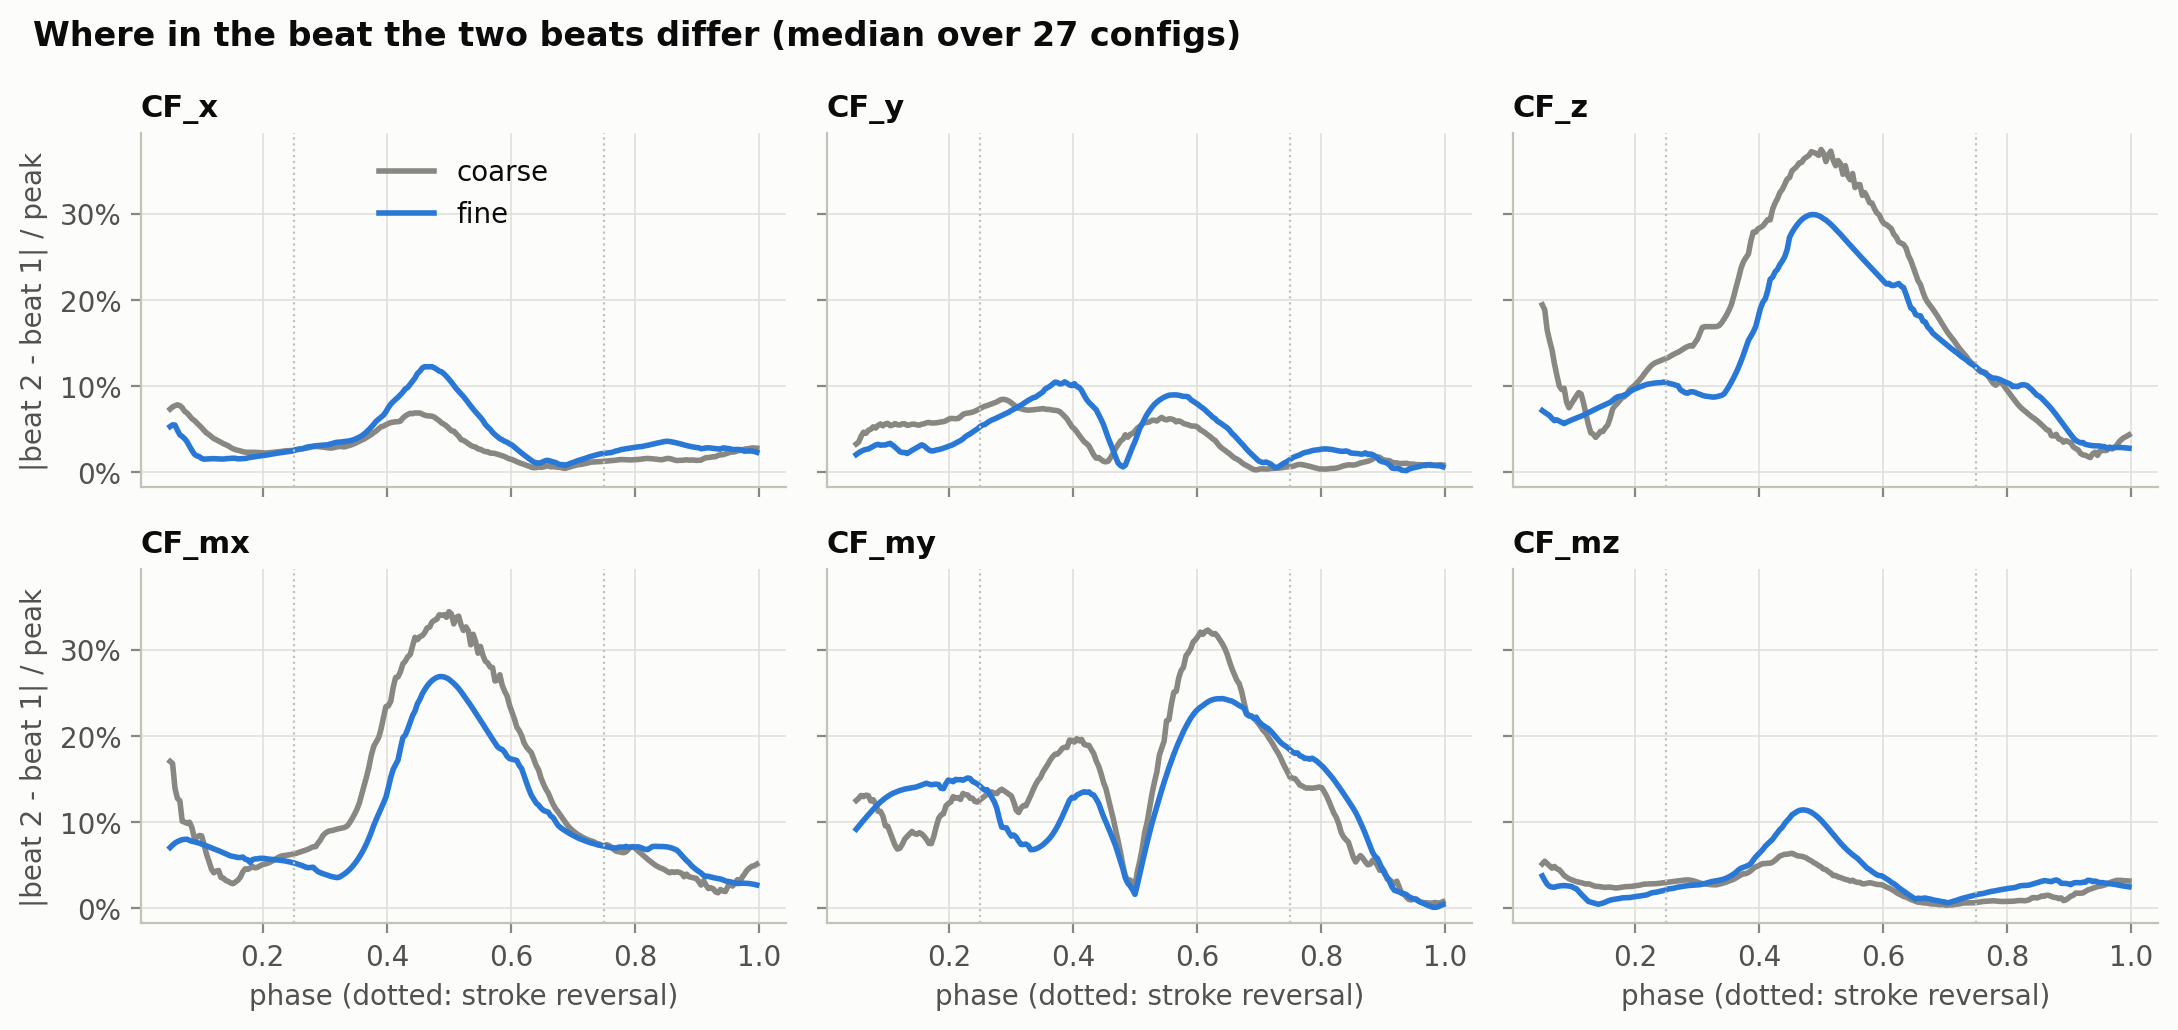 Where in the beat the two beats differ (median over 27 configs)
CF_x
CF_y
CF_z
|beat 2 - beat 1| / peak
30%
20%
10%
0%
coarse
fine
CF_mx
CF_my
CF_mz
|beat 2 - beat 1| / peak
30%
20%
10%
0%
0.2 0.4 0.6 0.8 1.0
0.2 0.4 0.6 0.8 1.0
0.2 0.4 0.6 0.8 1.0
phase (dotted: stroke reversal)
phase (dotted: stroke reversal)
phase (dotted: stroke reversal)